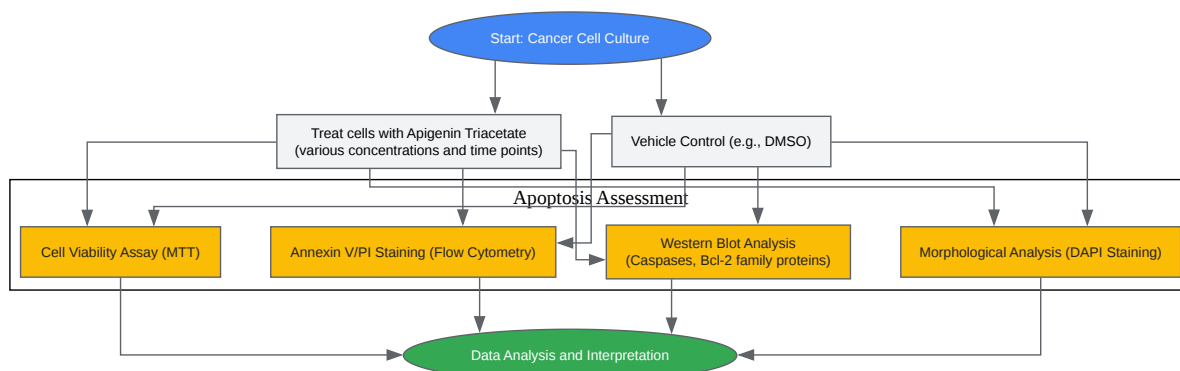 Start: Cancer Cell Culture
Treat cells with Apigenin Triacetate
(various concentrations and time points)
Vehicle Control (e.g., DMSO)
Apoptosis Assessment
Cell Viability Assay (MTT)
Annexin V/PI Staining (Flow Cytometry)
Western Blot Analysis
(Caspases, Bcl-2 family proteins)
Morphological Analysis (DAPI Staining)
Data Analysis and Interpretation